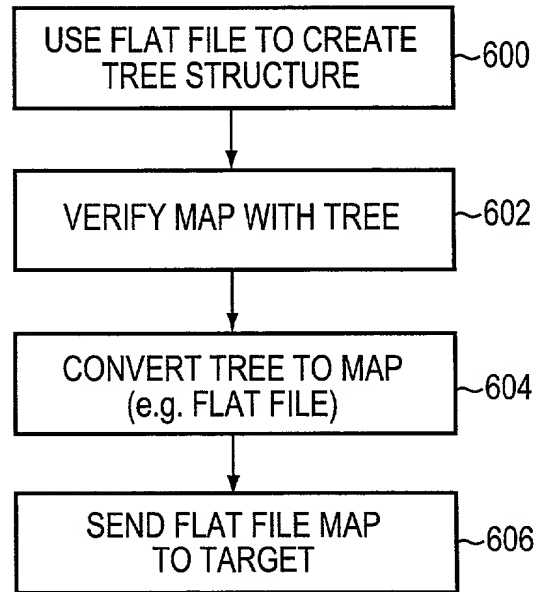 USE FLAT FILE TO CREATE
TREE STRUCTURE
600
VERIFY MAP WITH TREE
602
CONVERT TREE TO MAP
(e.g. FLAT FILE)
604
SEND FLAT FILE MAP
TO TARGET
606